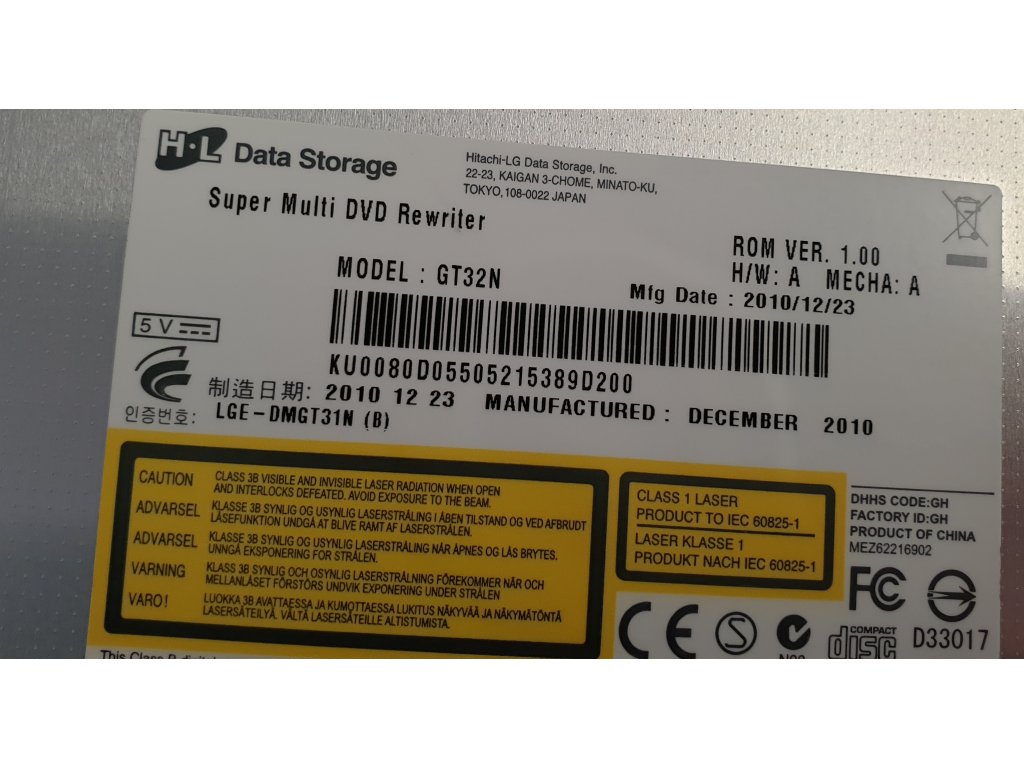 H·L Data Storage
Hitachi-LG Data Storage, Inc.
22-23, KAIGAN 3-CHOME, MINATO-KU,
TOKYO, 108-0022 JAPAN
Super Multi DVD Rewriter
ROM VER. 1.00
H/W: A MECHA: A
MODEL : GT32N
Mfg Date : 2010/12/23
5 V
KU0080D05505215389D200
制造日期: 2010 12 23 MANUFACTURED : DECEMBER 2010
인증번호: LGE-DMGT31N (B)
CAUTION CLASS 3B VISIBLE AND INVISIBLE LASER RADIATION WHEN OPEN
AND INTERLOCKS DEFEATED. AVOID EXPOSURE TO THE BEAM.
ADVARSEL KLASSE 3B SYNLIG OG USYNLIG LASERSTRÅLING I ÅBEN TILSTAND OG VED AFBRUDT
LÅSEFUNKTION UNDGÅ AT BLIVE RAMT AF LASERSTRÅLEN.
ADVARSEL KLASSE 3B SYNLIG OG USYNLIG LASERSTRÅLING NÅR ÅPNES OG LÅS BRYTES.
UNNGÅ EKSPONERING FOR STRÅLEN.
VARNING KLASS 3B SYNLIG OCH OSYNLIG LASERSTRÅLNING FÖREKOMMER NÄR OCH
MELLANLÅSET FÖRSTÖRS UNDVIK EXPONERING UNDER STRÅLEN
VARO! LUOKKA 3B AVATTAESSA JA KUMOTTAESSA LUKITUS NÄKYVÄÄ JA NÄKYMÄTÖNTÄ
LASERSÄTEILYÄ. VÄLTÄ LASERSÄTEILLE ALTISTUMISTA.
CLASS 1 LASER
PRODUCT TO IEC 60825-1
LASER KLASSE 1
PRODUKT NACH IEC 60825-1
DHHS CODE:GH
FACTORY ID:GH
PRODUCT OF CHINA
MEZ62216902
FC
CE
S
COMPACT
disc
D33017
This Class B